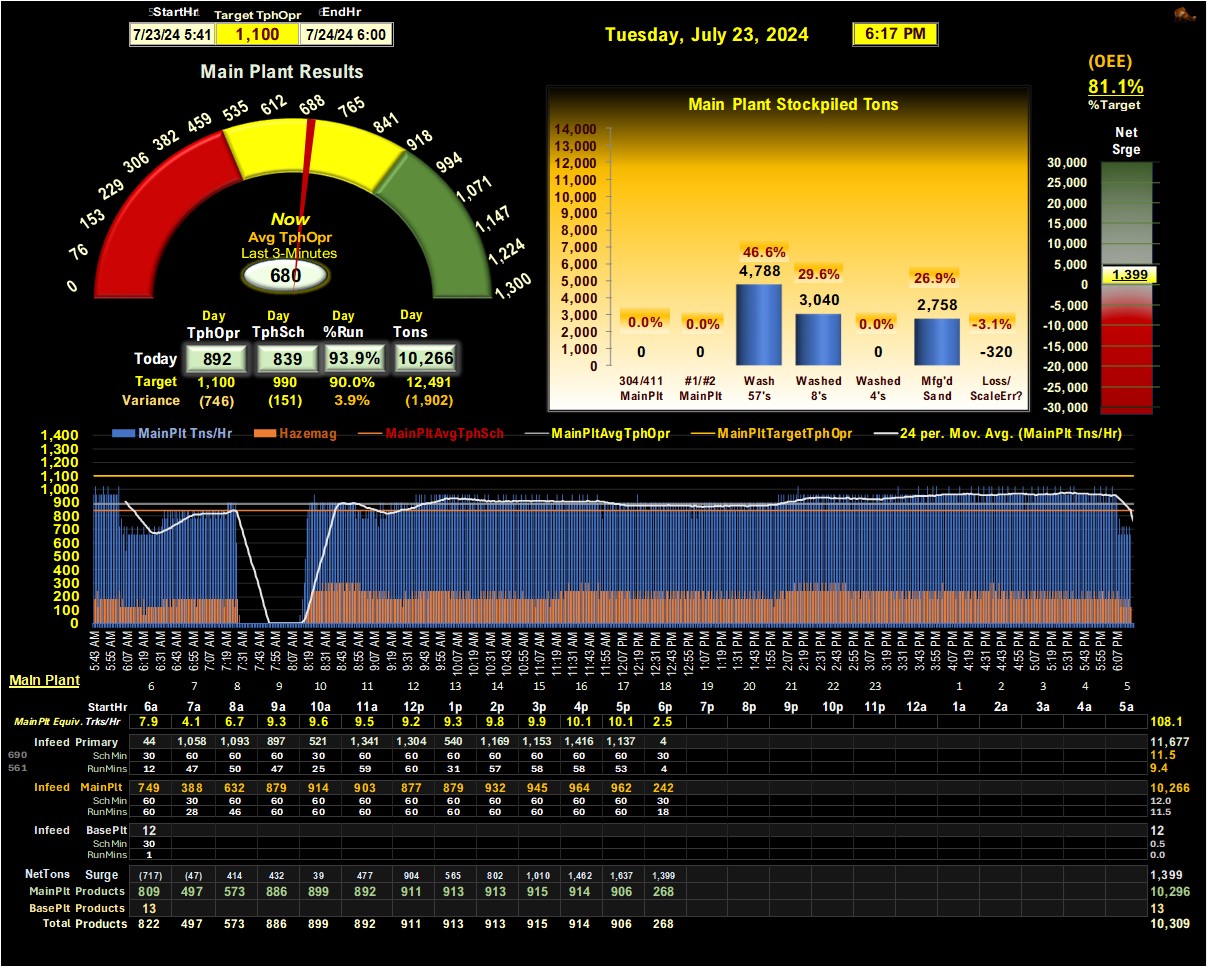 StartHr Target TphOpr EndHr
7/23/24 5:41 1,100 7/24/24 6:00
Tuesday, July 23, 2024 6:17 PM
(OEE)
81.1%
%Target
Net
Srge
30,000
25,000
20,000
15,000
10,000
5,000
1,399
0
-5,000
-10,000
-15,000
-20,000
-25,000
-30,000
Main Plant Results
0 76 153 229 306 382 459 535 612 688 765 841 918 994 1,071 1,147 1,224 1,300
Now
Avg TphOpr
Last 3-Minutes
680
Day Day Day Day
TphOpr TphSch %Run Tons
Today 892 839 93.9% 10,266
Target 1,100 990 90.0% 12,491
Variance (746) (151) 3.9% (1,902)
Main Plant Stockpiled Tons
14,000
13,000
12,000
11,000
10,000
9,000
8,000
7,000
6,000
5,000
4,000
3,000
2,000
1,000
0
0.0% 0.0% 46.6% 29.6% 0.0% 26.9% -3.1%
0 0 4,788 3,040 0 2,758 -320
304/411 #1/#2 Wash Washed Washed Mfg'd Loss/
MainPlt MainPlt 57's 8's 4's Sand ScaleErr?
MainPlt Tns/Hr Hazemag MainPltAvgTphSch MainPltAvgTphOpr MainPltTargetTphOpr 24 per. Mov. Avg. (MainPlt Tns/Hr)
1,400
1,300
1,200
1,100
1,000
900
800
700
600
500
400
300
200
100
0
5:43 AM 5:55 AM 6:07 AM 6:19 AM 6:31 AM 6:43 AM 6:55 AM 7:07 AM 7:19 AM 7:31 AM 7:43 AM 7:55 AM 8:07 AM 8:19 AM 8:31 AM 8:43 AM 8:55 AM 9:07 AM 9:19 AM 9:31 AM 9:43 AM 9:55 AM 10:07 AM 10:19 AM 10:31 AM 10:43 AM 10:55 AM 11:07 AM 11:19 AM 11:31 AM 11:43 AM 11:55 AM 12:07 PM 12:19 PM 12:31 PM 12:43 PM 12:55 PM 1:07 PM 1:19 PM 1:31 PM 1:43 PM 1:55 PM 2:07 PM 2:19 PM 2:31 PM 2:43 PM 2:55 PM 3:07 PM 3:19 PM 3:31 PM 3:43 PM 3:55 PM 4:07 PM 4:19 PM 4:31 PM 4:43 PM 4:55 PM 5:07 PM 5:19 PM 5:31 PM 5:43 PM 5:55 PM 6:07 PM
Main Plant
6 7 8 9 10 11 12 13 14 15 16 17 18 19 20 21 22 23 1 2 3 4 5
StartHr 6a 7a 8a 9a 10a 11a 12p 1p 2p 3p 4p 5p 6p 7p 8p 9p 10p 11p 12a 1a 2a 3a 4a 5a
MainPlt Equiv. Trks/Hr 7.9 4.1 6.7 9.3 9.6 9.5 9.2 9.3 9.8 9.9 10.1 10.1 2.5 108.1
Infeed Primary 44 1,058 1,093 897 521 1,341 1,304 540 1,169 1,153 1,416 1,137 4 11,677
690 Sch Min 30 60 60 60 30 60 60 60 60 60 60 60 30 11.5
561 RunMins 12 47 50 47 25 59 60 31 57 58 58 53 4 9.4
Infeed MainPlt 749 388 632 879 914 903 877 879 932 945 964 962 242 10,266
Sch Min 60 30 60 60 60 60 60 60 60 60 60 60 30 12.0
RunMins 60 28 46 60 60 60 60 60 60 60 60 60 18 11.5
Infeed BasePlt 12 12
Sch Min 30 0.5
RunMins 1 0.0
NetTons Surge (717) (47) 414 432 39 477 904 565 802 1,010 1,462 1,637 1,399 1,399
MainPlt Products 809 497 573 886 899 892 911 913 913 915 914 906 268 10,296
BasePlt Products 13 13
Total Products 822 497 573 886 899 892 911 913 913 915 914 906 268 10,309